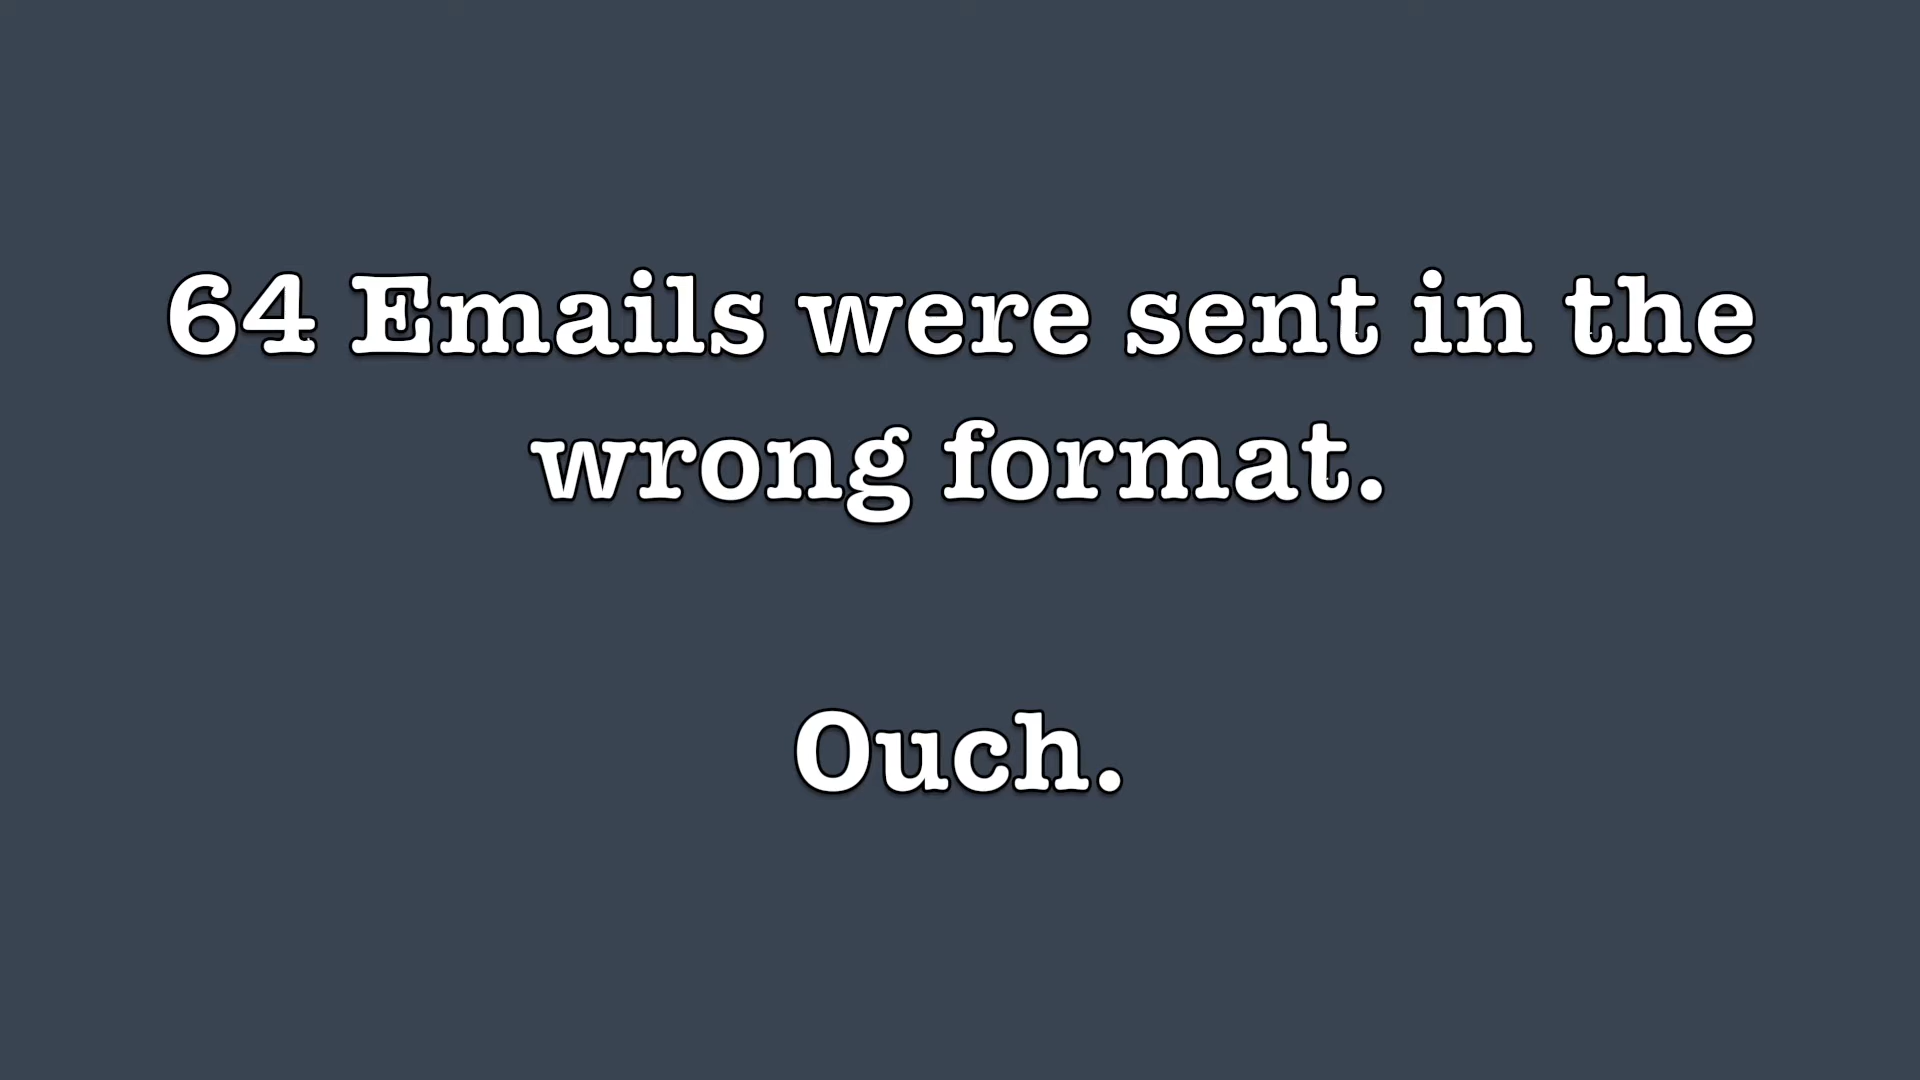 64 Emails were sent in the
wrong format.
Ouch.